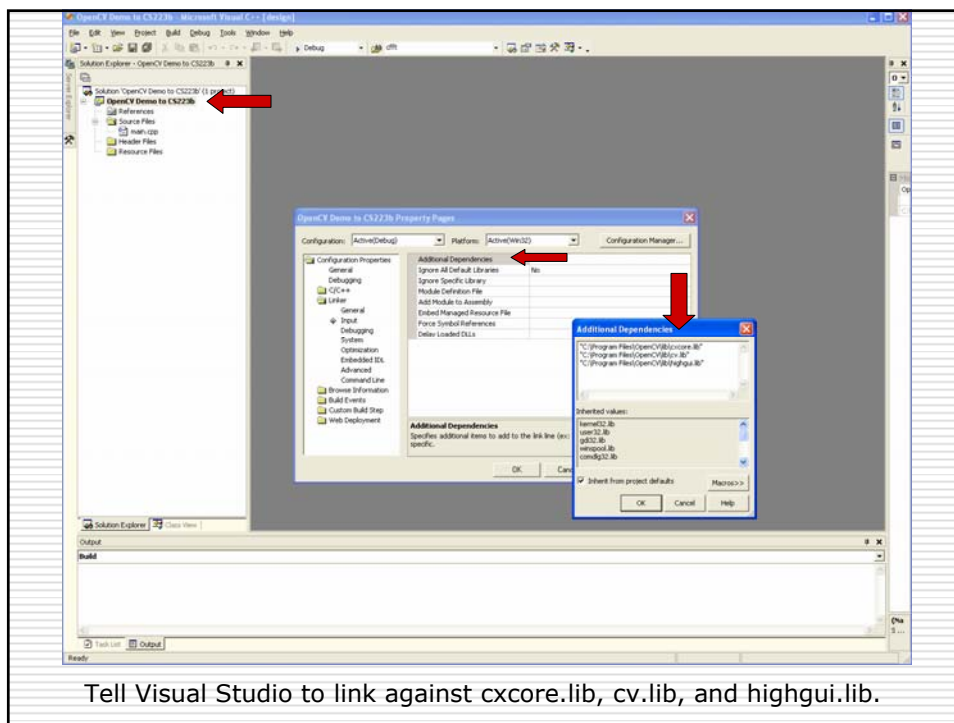 OpenCV Demo to CS223b - Microsoft Visual C++ [design]
File Edit View Project Build Debug Tools Window Help
Debug cfft
Solution Explorer - OpenCV Demo to CS223b
Server Explorer
Solution 'OpenCV Demo to CS223b' (1 project)
OpenCV Demo to CS223b
References
Source Files
main.cpp
Header Files
Resource Files
OpenCV Demo to CS223b Property Pages
Configuration: Active(Debug) Platform: Active(Win32) Configuration Manager...
Configuration Properties
General
Debugging
C/C++
Linker
General
Input
Debugging
System
Optimization
Embedded IDL
Advanced
Command Line
Browse Information
Build Events
Custom Build Step
Web Deployment
Additional Dependencies
Ignore All Default Libraries No
Ignore Specific Library
Module Definition File
Add Module to Assembly
Embed Managed Resource File
Force Symbol References
Delay Loaded DLLs
Additional Dependencies
Specifies additional items to add to the link line (ex:
specific.
OK
Additional Dependencies
"C:\Program Files\OpenCV\lib\cxcore.lib"
"C:\Program Files\OpenCV\lib\cv.lib"
"C:\Program Files\OpenCV\lib\highgui.lib"
Inherited values:
kernel32.lib
user32.lib
gdi32.lib
winspool.lib
comdlg32.lib
Inherit from project defaults
Macros>>
OK Cancel Help
Solution Explorer Class View
Output
Build
Task List Output
Ready
Tell Visual Studio to link against cxcore.lib, cv.lib, and highgui.lib.